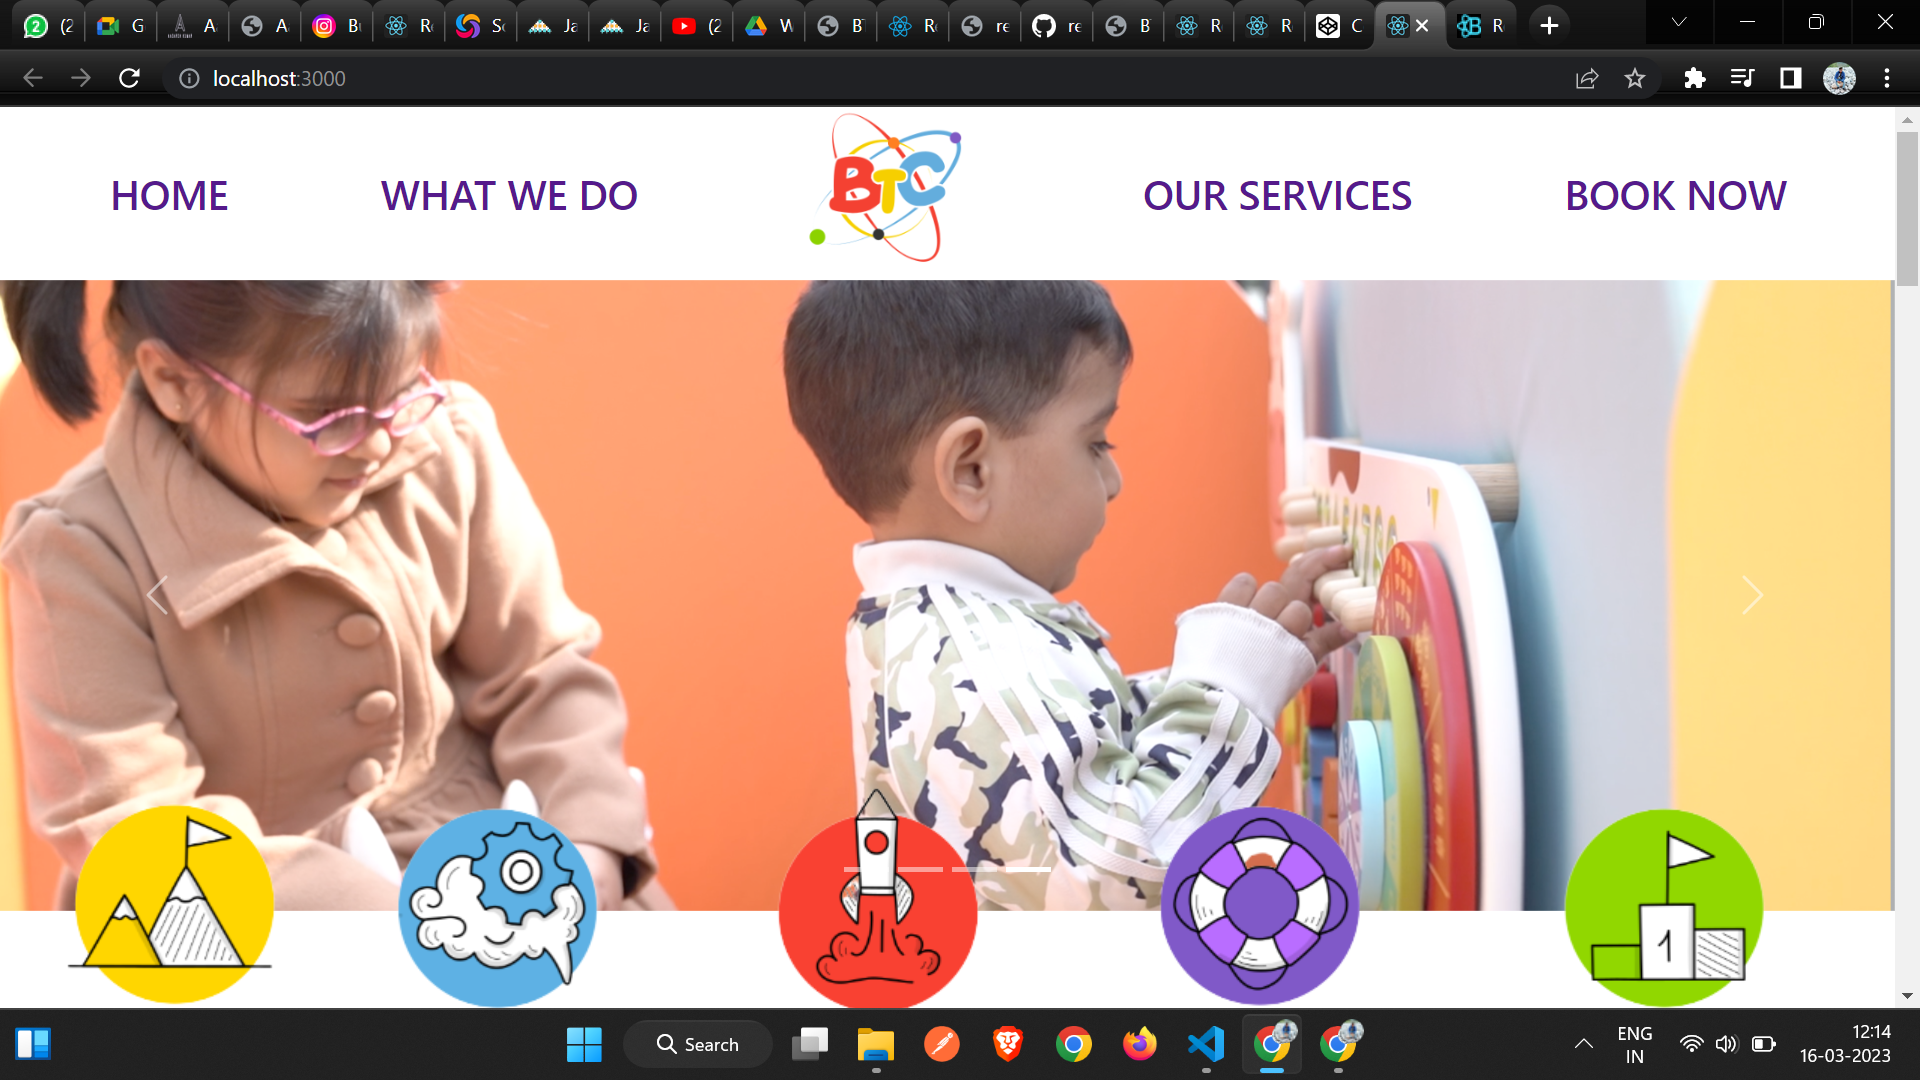 (2 G A A B R S Ja Ja (2 W B R re re B R R C R
localhost:3000
HOME WHAT WE DO BTC OUR SERVICES BOOK NOW
1
Search
ENG
IN
12:14
16-03-2023